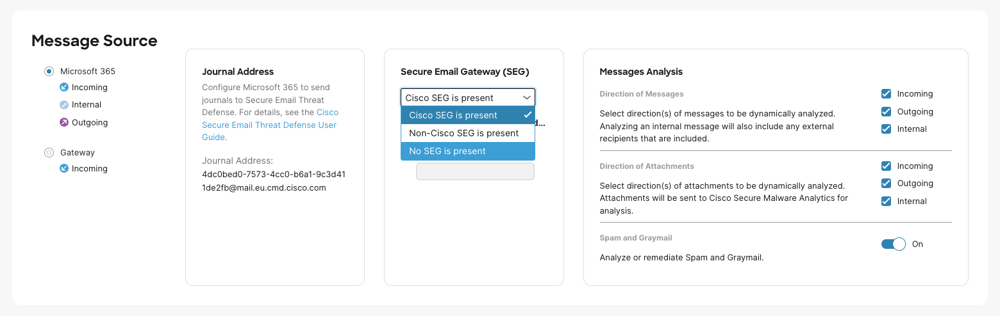 Message Source
Microsoft 365
Incoming
Internal
Outgoing
Gateway
Incoming
Journal Address
Configure Microsoft 365 to send
journals to Secure Email Threat
Defense. For details, see the Cisco
Secure Email Threat Defense User
Guide.
Journal Address:
4dc0bed0-7573-4cc0-b6a1-9c3d41
1de2fb@mail.eu.cmd.cisco.com
Secure Email Gateway (SEG)
Cisco SEG is present
Cisco SEG is present
Non-Cisco SEG is present
No SEG is present
Messages Analysis
Direction of Messages
Select direction(s) of messages to be dynamically analyzed.
Analyzing an internal message will also include any external
recipients that are included.
Incoming
Outgoing
Internal
Direction of Attachments
Select direction(s) of attachments to be dynamically analyzed.
Attachments will be sent to Cisco Secure Malware Analytics for
analysis.
Incoming
Outgoing
Internal
Spam and Graymail
Analyze or remediate Spam and Graymail.
On